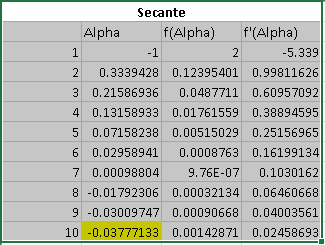 Secante
Alpha f(Alpha) f'(Alpha)
1 -1 2 -5.339
2 0.3339428 0.12395401 0.99811626
3 0.21586936 0.0487711 0.60957092
4 0.13158933 0.01761559 0.38894595
5 0.07158238 0.00515029 0.25156965
6 0.02958941 0.0008763 0.16199134
7 0.00098804 9.76E-07 0.1030162
8 -0.01792306 0.00032134 0.06460668
9 -0.03009747 0.00090668 0.04003561
10 -0.03777133 0.00142871 0.02458693